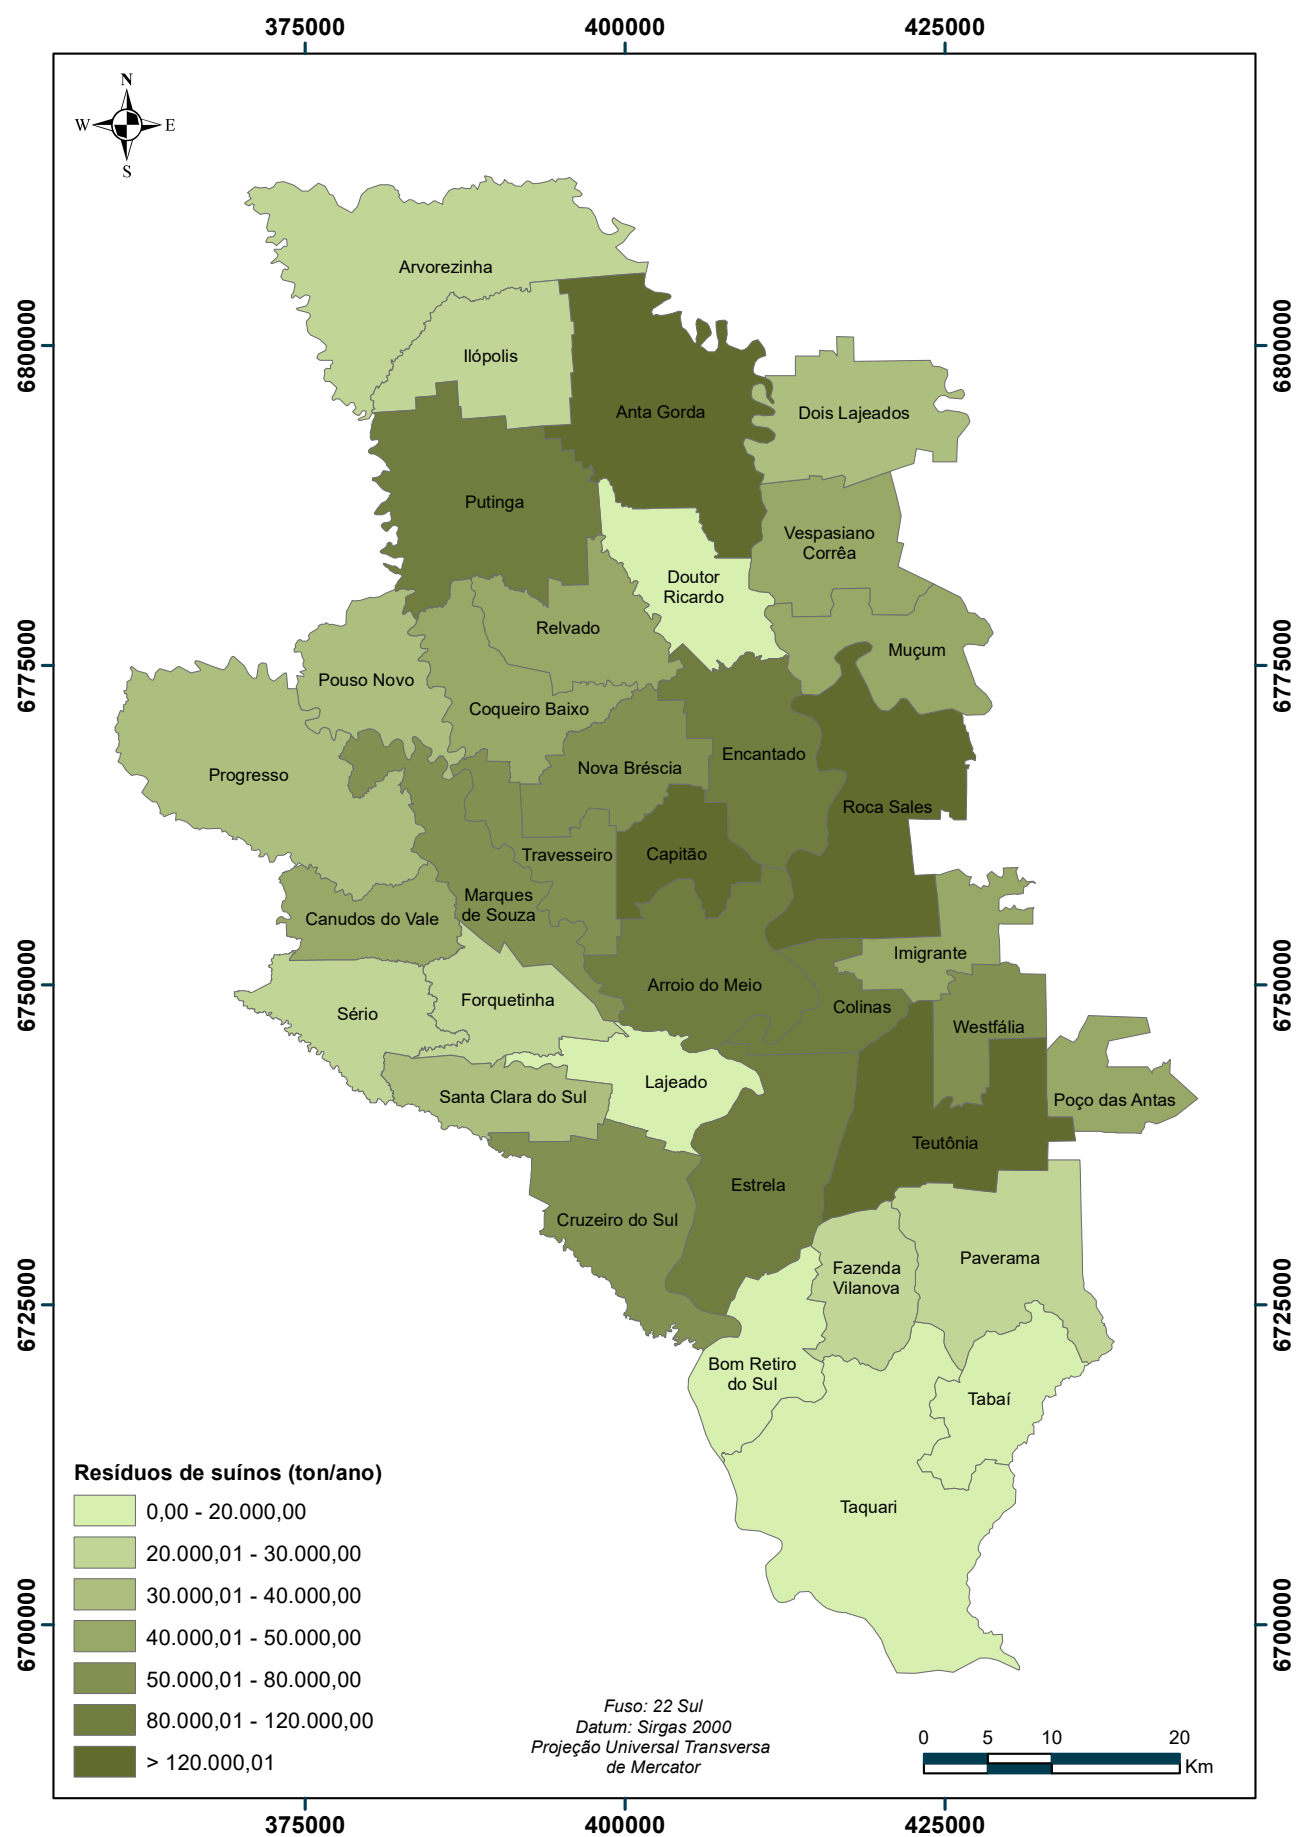 375000
400000
425000
N
W
E
S
6800000
6800000
6775000
6775000
6750000
6750000
6725000
6725000
6700000
6700000
Arvorezinha
Ilópolis
Anta Gorda
Dois Lajeados
Putinga
Vespasiano
Corrêa
Doutor
Ricardo
Relvado
Muçum
Pouso Novo
Coqueiro Baixo
Encantado
Nova Bréscia
Progresso
Roca Sales
Travesseiro
Capitão
Marques
de Souza
Canudos do Vale
Imigrante
Arroio do Meio
Forquetinha
Colinas
Sério
Westfália
Lajeado
Santa Clara do Sul
Poço das Antas
Teutônia
Estrela
Cruzeiro do Sul
Paverama
Fazenda
Vilanova
Bom Retiro
do Sul
Tabaí
Taquari
Resíduos de suínos (ton/ano)
0,00 - 20.000,00
20.000,01 - 30.000,00
30.000,01 - 40.000,00
40.000,01 - 50.000,00
50.000,01 - 80.000,00
80.000,01 - 120.000,00
> 120.000,01
Fuso: 22 Sul
Datum: Sirgas 2000
Projeção Universal Transversa
de Mercator
0 5 10 20
Km
375000
400000
425000